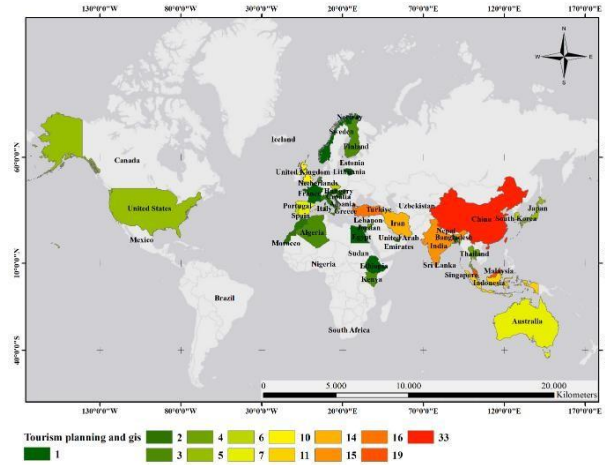 130°0'0"W 80°0'0"W 30°0'0"W 20°0'0"E 70°0'0"E 120°0'0"E 170°0'0"E
N
W E
S
Norway
Sweden
Iceland
Finland
60°0'0"N
Canada
Estonia
United Kingdom Lithuania
Netherlands
Hungary
France
Uzbekistan
Portugal Italy Greece Türkiye
Spain
United States
China Japan
South Korea
Lebanon Iran
Jordan
Algeria
Morocco Egypt
Nepal
Bangladesh
United Arab
Emirates
India
Mexico
Sudan
Thailand
10°0'0"N
Nigeria Ethiopia
Sri Lanka
Malaysia
Kenya
Singapore
Indonesia
Brazil
Australia
South Africa
40°0'0"S
0 5.000 10.000 20.000
Kilometers
130°0'0"W 80°0'0"W 30°0'0"W 20°0'0"E 70°0'0"E 120°0'0"E 170°0'0"E
Tourism planning and gis
2 4 6 10 14 16 33
1 3 5 7 11 15 19